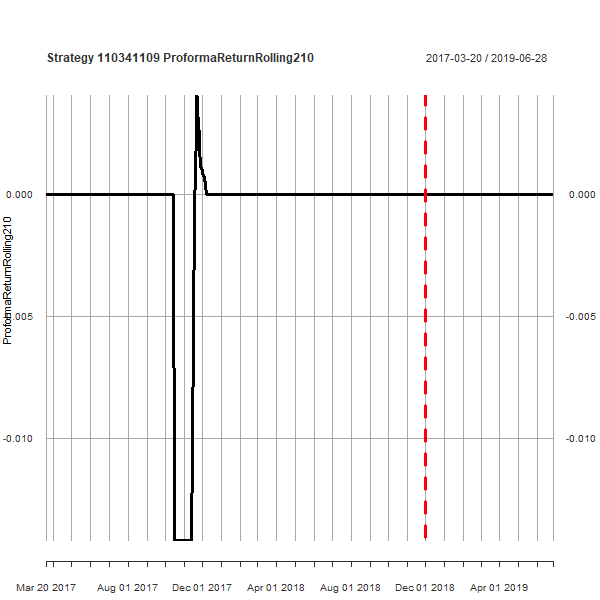 Strategy 110341109 ProformaReturnRolling210
2017-03-20 / 2019-06-28
ProformaReturnRolling210
0.000
0.000
-0.005
-0.005
-0.010
-0.010
Mar 20 2017
Aug 01 2017
Dec 01 2017
Apr 01 2018
Aug 01 2018
Dec 01 2018
Apr 01 2019